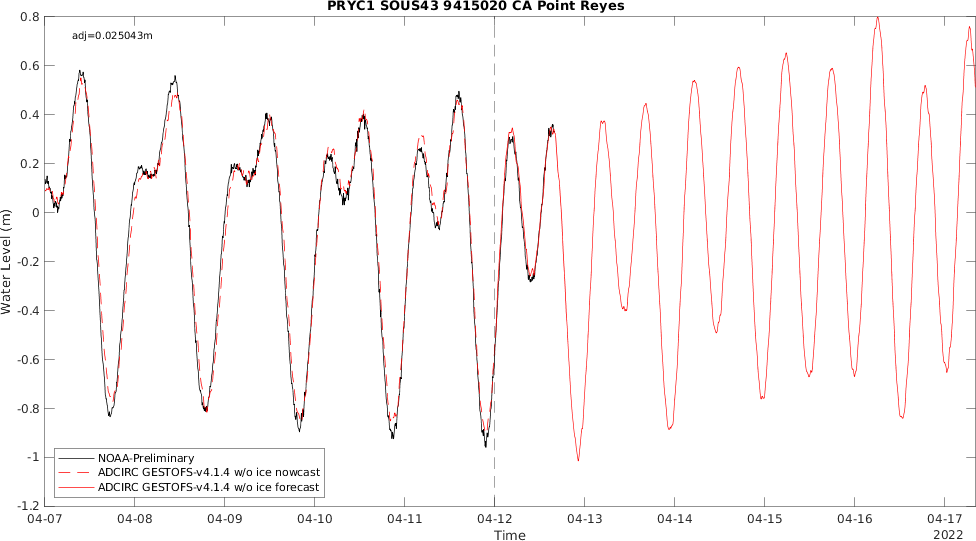 PRYC1 SOUS43 9415020 CA Point Reyes
adj=0.025043m
Water Level (m)
0.8
0.6
0.4
0.2
0
-0.2
-0.4
-0.6
-0.8
-1
-1.2
NOAA-Preliminary
ADCIRC GESTOFS-v4.1.4 w/o ice nowcast
ADCIRC GESTOFS-v4.1.4 w/o ice forecast
04-07 04-08 04-09 04-10 04-11 04-12 04-13 04-14 04-15 04-16 04-17
Time
2022